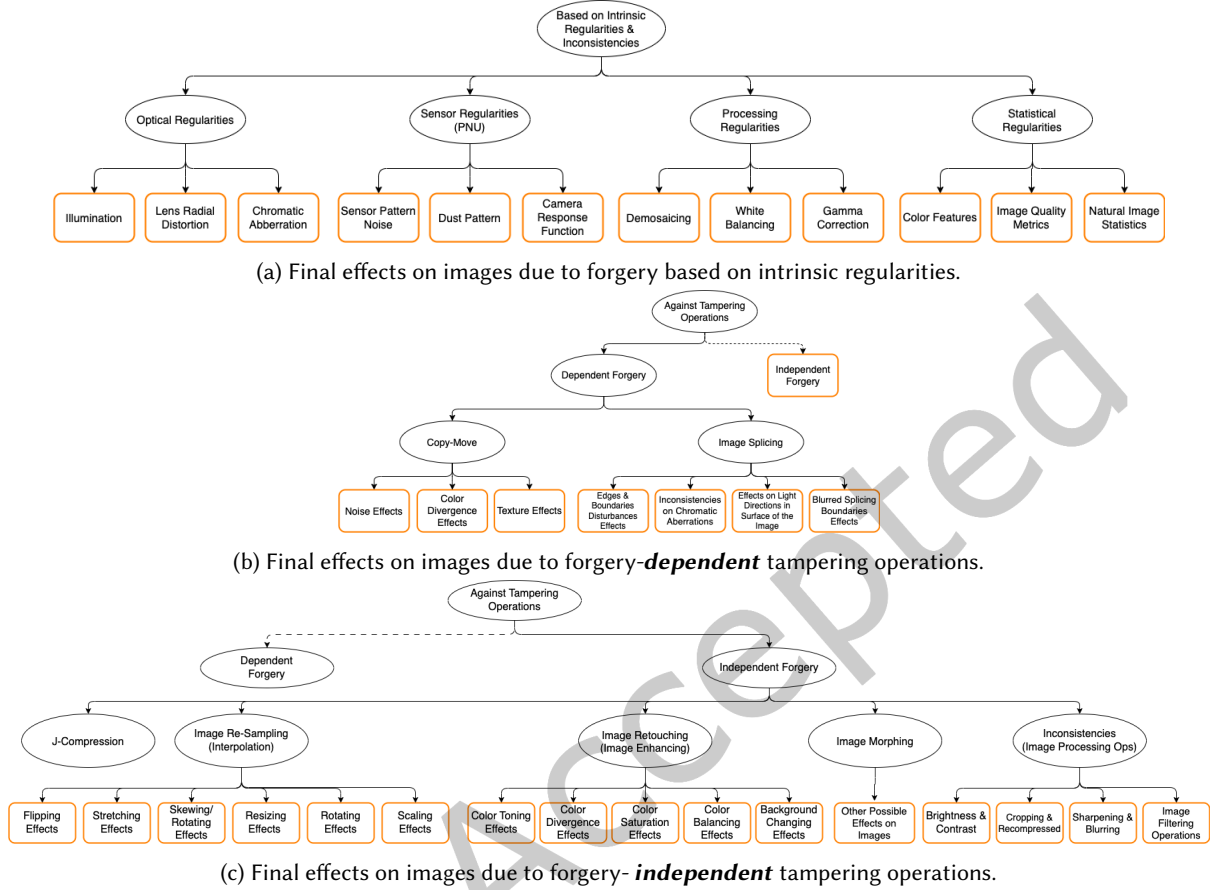 Based on Intrinsic
Regularities &
Inconsistencies
Optical Regularities
Sensor Regularities
(PNU)
Processing
Regularities
Statistical
Regularities
Illumination
Lens Radial
Distortion
Chromatic
Abberration
Sensor Pattern
Noise
Dust Pattern
Camera
Response
Function
Demosaicing
White
Balancing
Gamma
Correction
Color Features
Image Quality
Metrics
Natural Image
Statistics
(a) Final effects on images due to forgery based on intrinsic regularities.
Against Tampering
Operations
Dependent Forgery
Independent
Forgery
Copy-Move
Image Splicing
Noise Effects
Color
Divergence
Effects
Texture Effects
Edges &
Boundaries
Disturbances
Effects
Inconsistencies
on Chromatic
Aberrations
Effects on Light
Directions in
Surface of the
Image
Blurred Splicing
Boundaries
Effects
(b) Final effects on images due to forgery-dependent tampering operations.
Against Tampering
Operations
Dependent
Forgery
Independent Forgery
J-Compression
Image Re-Sampling
(Interpolation)
Image Retouching
(Image Enhancing)
Image Morphing
Inconsistencies
(Image Processing Ops)
Flipping
Effects
Stretching
Effects
Skewing/
Rotating
Effects
Resizing
Effects
Rotating
Effects
Scaling
Effects
Color Toning
Effects
Color
Divergence
Effects
Color
Saturation
Effects
Color
Balancing
Effects
Background
Changing
Effects
Other Possible
Effects on
Images
Brightness &
Contrast
Cropping &
Recompressed
Sharpening &
Blurring
Image
Filtering
Operations
(c) Final effects on images due to forgery- independent tampering operations.
Accepted